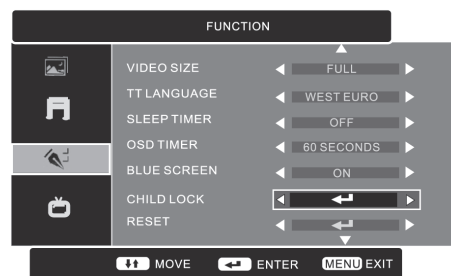 FUNCTION
VIDEO SIZE FULL
TT LANGUAGE WEST EURO
SLEEP TIMER OFF
OSD TIMER 60 SECONDS
BLUE SCREEN ON
CHILD LOCK
RESET
MOVE ENTER MENU EXIT